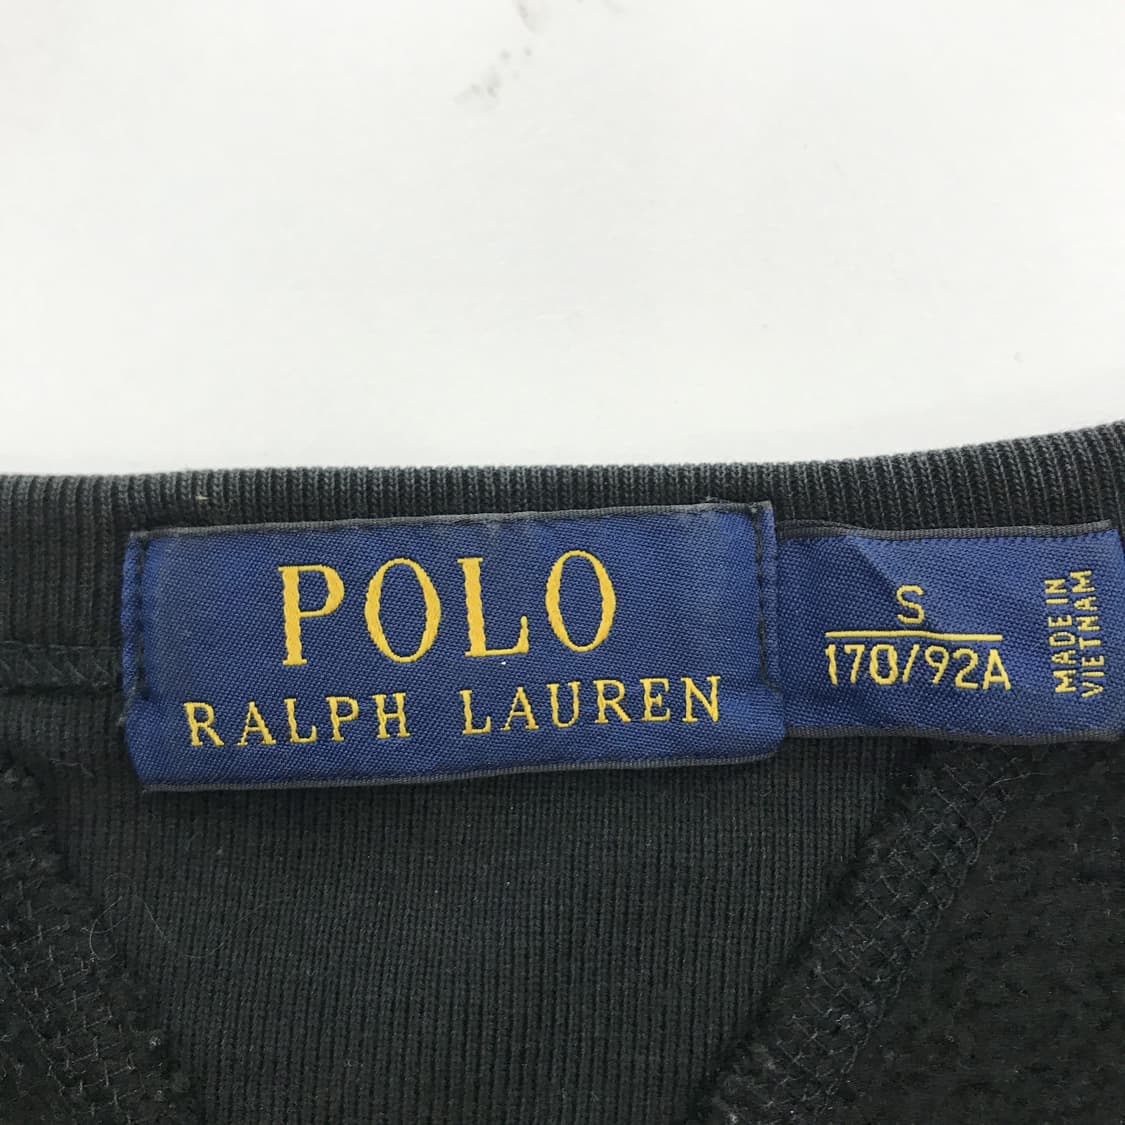 POLO
RALPH LAUREN
S
170/92A
MADE IN
VIETNAM